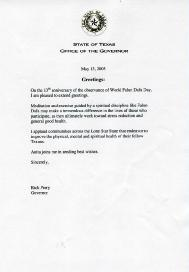 STATE OF TEXAS
OFFICE OF THE GOVERNOR
May 13, 2005
Greetings:
On the 13th anniversary of the observance of World Falun Dafa Day,
I am pleased to extend greetings.
Meditation and exercise guided by a spiritual discipline like Falun
Dafa may make a tremendous difference in the lives of those who
participate, as they ultimately work toward stress reduction and
general good health.
I applaud communities across the Lone Star State that endeavor to
improve the physical, mental and spiritual health of their fellow
Texans.
Anita joins me in sending best wishes.
Sincerely,
Rick Perry
Governor